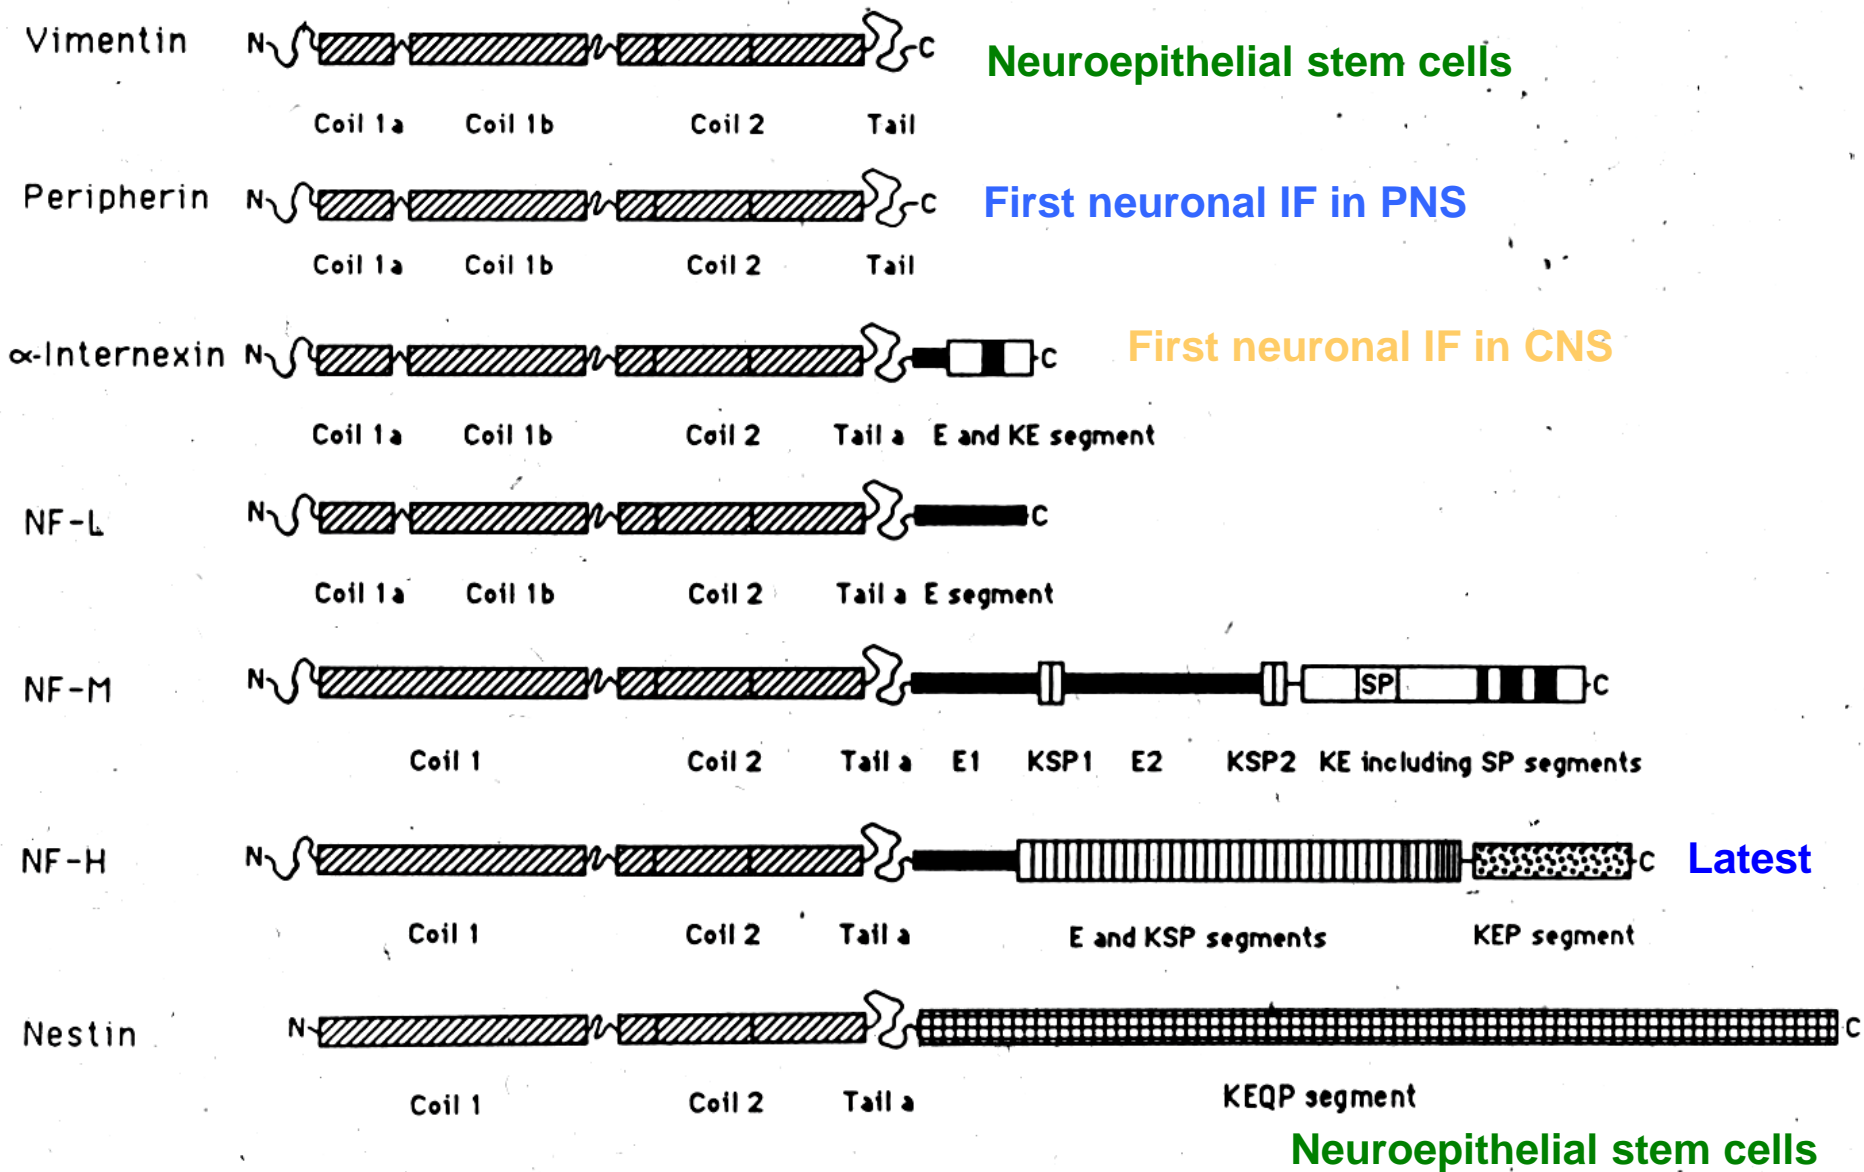 Vimentin N C Neuroepithelial stem cells
Coil 1a Coil 1b Coil 2 Tail
Peripherin N C First neuronal IF in PNS
Coil 1a Coil 1b Coil 2 Tail
α-Internexin N C First neuronal IF in CNS
Coil 1a Coil 1b Coil 2 Tail a E and KE segment
NF-L N C
Coil 1a Coil 1b Coil 2 Tail a E segment
NF-M N SP C
Coil 1 Coil 2 Tail a E1 KSP1 E2 KSP2 KE including SP segments
NF-H N C Latest
Coil 1 Coil 2 Tail a E and KSP segments KEP segment
Nestin N C
Coil 1 Coil 2 Tail a KEQP segment
Neuroepithelial stem cells